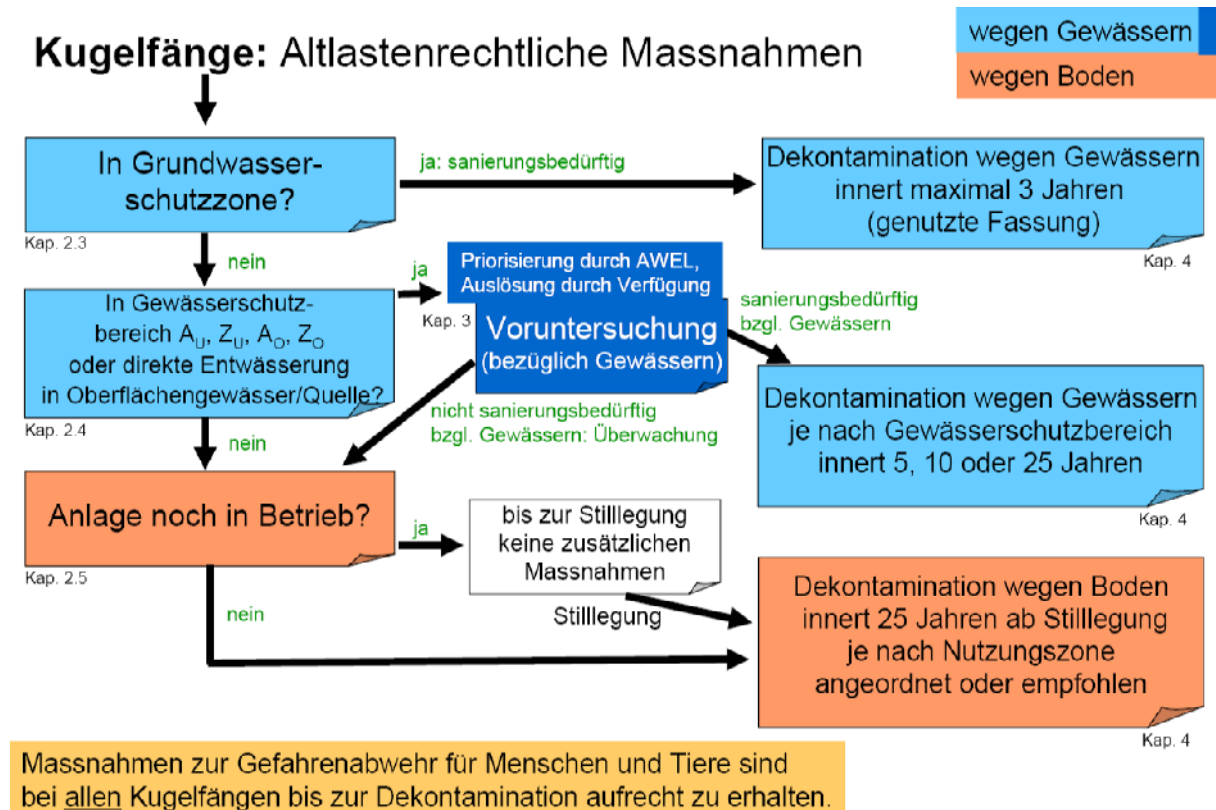 Kugelfänge: Altlastenrechtliche Massnahmen
wegen Gewässern
wegen Boden
In Grundwasser-
schutzzone?
Kap. 2.3
ja: sanierungsbedürftig
Dekontamination wegen Gewässern
innert maximal 3 Jahren
(genutzte Fassung)
Kap. 4
nein
In Gewässerschutz-
bereich AU, ZU, AO, ZO
oder direkte Entwässerung
in Oberflächengewässer/Quelle?
Kap. 2.4
ja
Priorisierung durch AWEL,
Auslösung durch Verfügung
Kap. 3
Voruntersuchung
(bezüglich Gewässern)
sanierungsbedürftig
bzgl. Gewässern
Dekontamination wegen Gewässern
je nach Gewässerschutzbereich
innert 5, 10 oder 25 Jahren
Kap. 4
nicht sanierungsbedürftig
bzgl. Gewässern: Überwachung
nein
Anlage noch in Betrieb?
Kap. 2.5
ja
bis zur Stilllegung
keine zusätzlichen
Massnahmen
Stilllegung
nein
Dekontamination wegen Boden
innert 25 Jahren ab Stilllegung
je nach Nutzungszone
angeordnet oder empfohlen
Kap. 4
Massnahmen zur Gefahrenabwehr für Menschen und Tiere sind
bei allen Kugelfängen bis zur Dekontamination aufrecht zu erhalten.